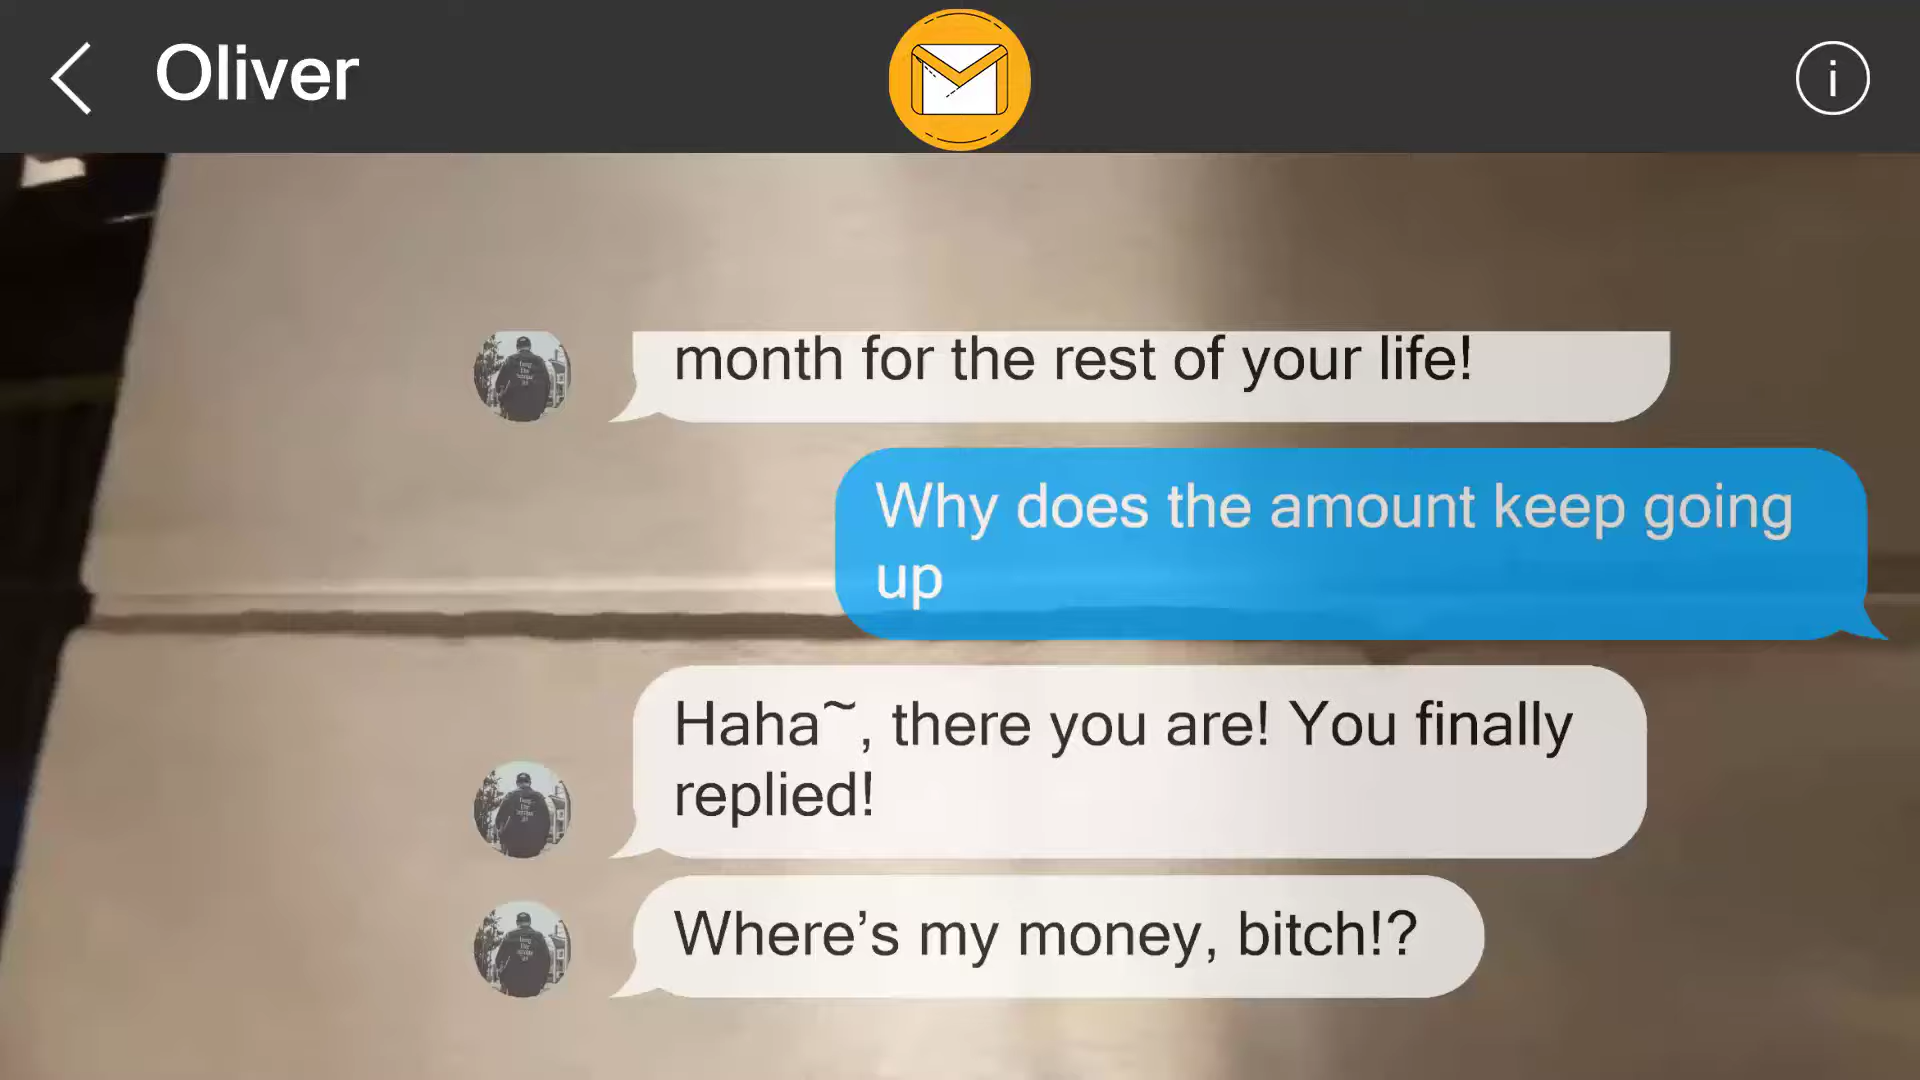 Oliver
i
month for the rest of your life!
Why does the amount keep going
up
Haha~, there you are! You finally
replied!
Where’s my money, bitch!?